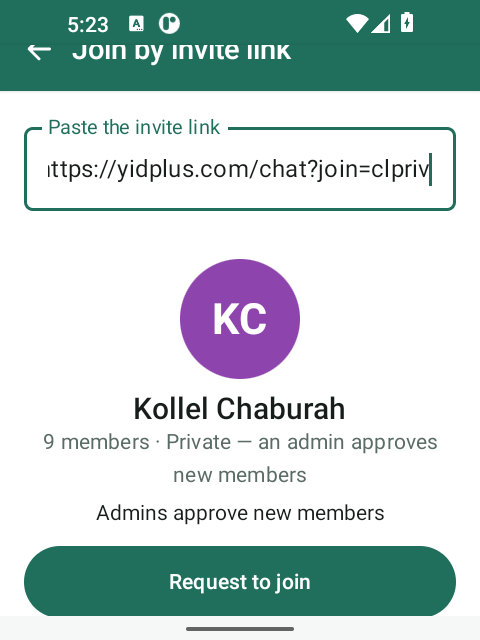 5:23
Join by invite link
Paste the invite link
https://yidplus.com/chat?join=clpriv
KC
Kollel Chaburah
9 members · Private — an admin approves
new members
Admins approve new members
Request to join